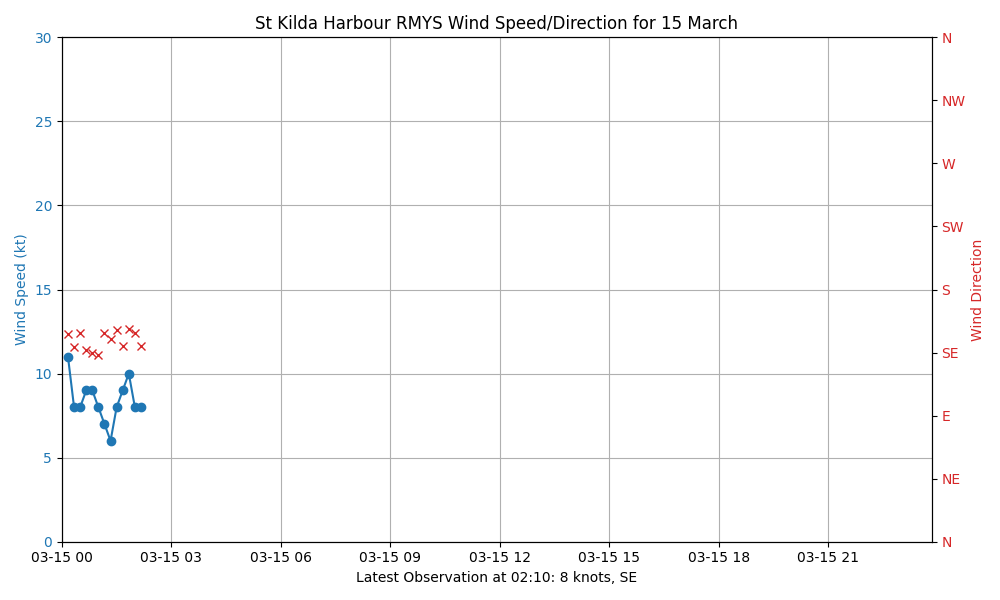 St Kilda Harbour RMYS Wind Speed/Direction for 15 March
30
25
20
15
10
5
0
Wind Speed (kt)
N
NW
W
SW
S
SE
E
NE
N
Wind Direction
03-15 00 03-15 03 03-15 06 03-15 09 03-15 12 03-15 15 03-15 18 03-15 21
Latest Observation at 02:10: 8 knots, SE